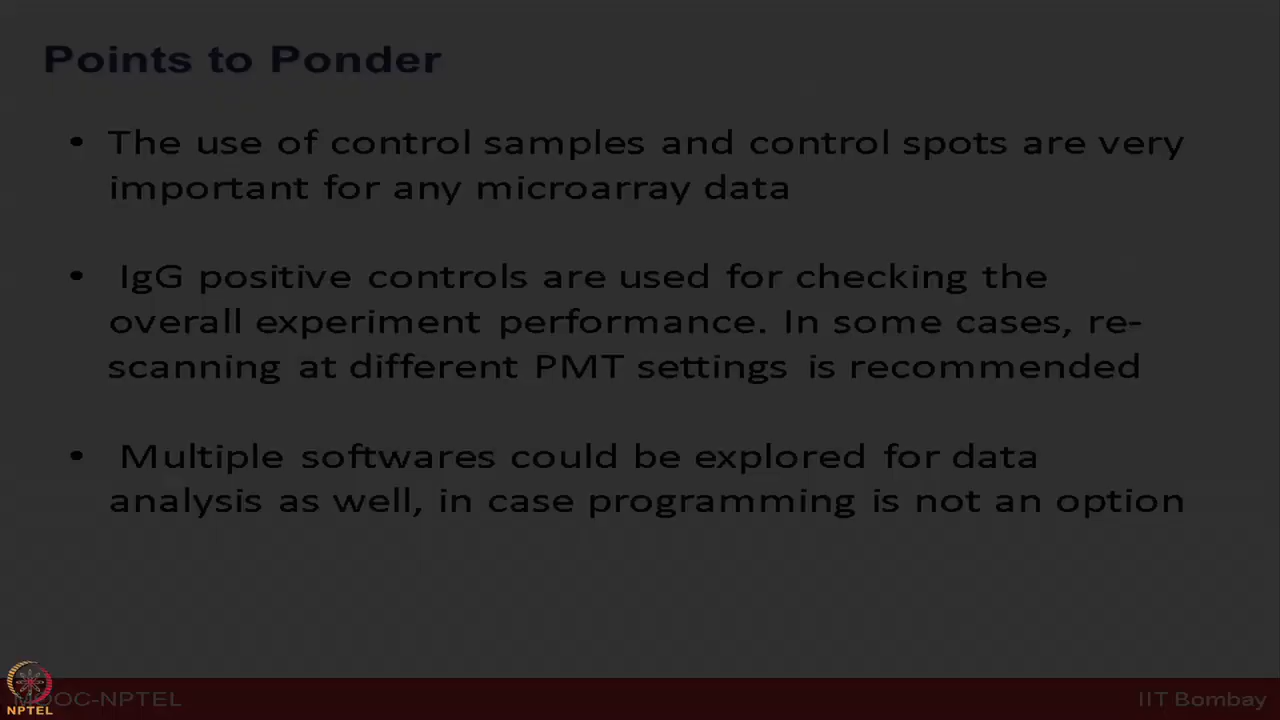 Points to Ponder
• The use of control samples and control spots are very
important for any microarray data
• IgG positive controls are used for checking the
overall experiment performance. In some cases, re-
scanning at different PMT settings is recommended
• Multiple softwares could be explored for data
analysis as well, in case programming is not an option
MOOC-NPTEL
IIT Bombay
NPTEL